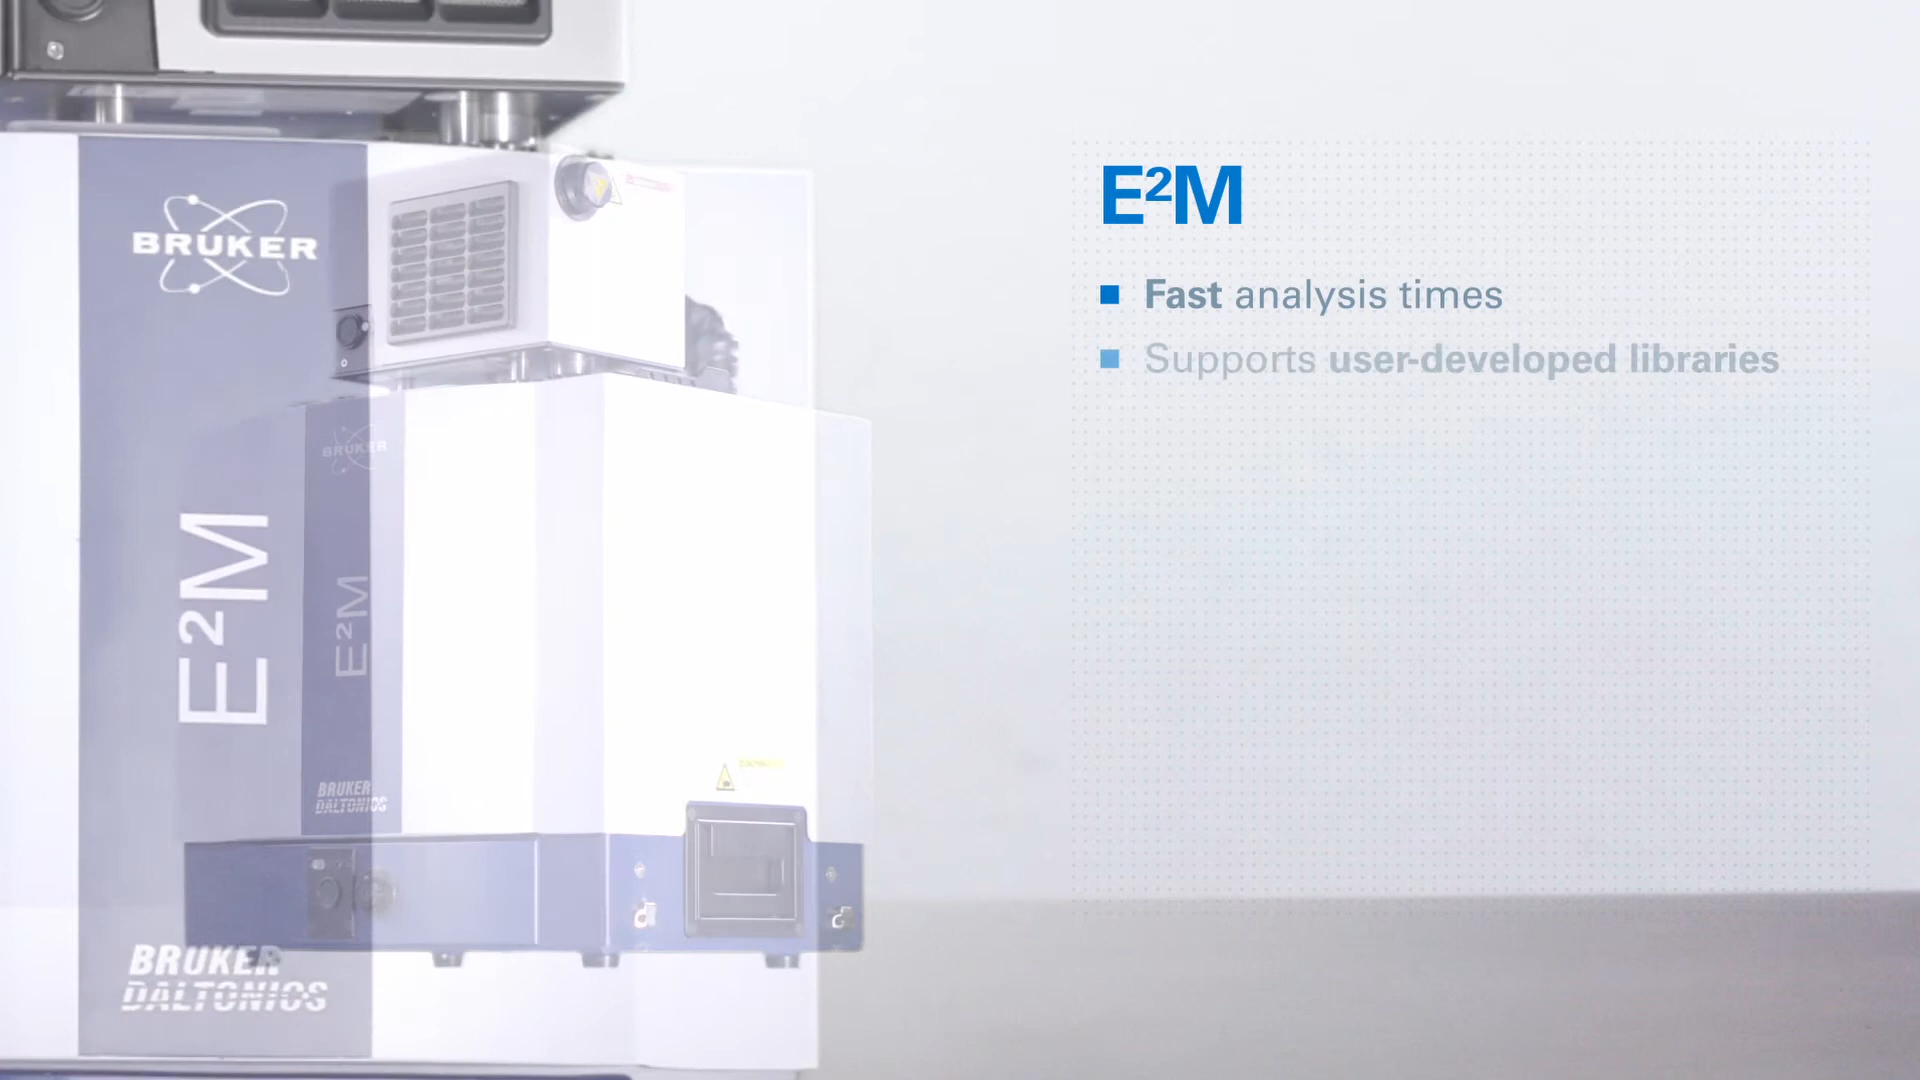 BRUKER
E²M
BRUKER
DALTONICS
BRUKER
E²M
BRUKER
DALTONICS
E²M
Fast analysis times
Supports user-developed libraries